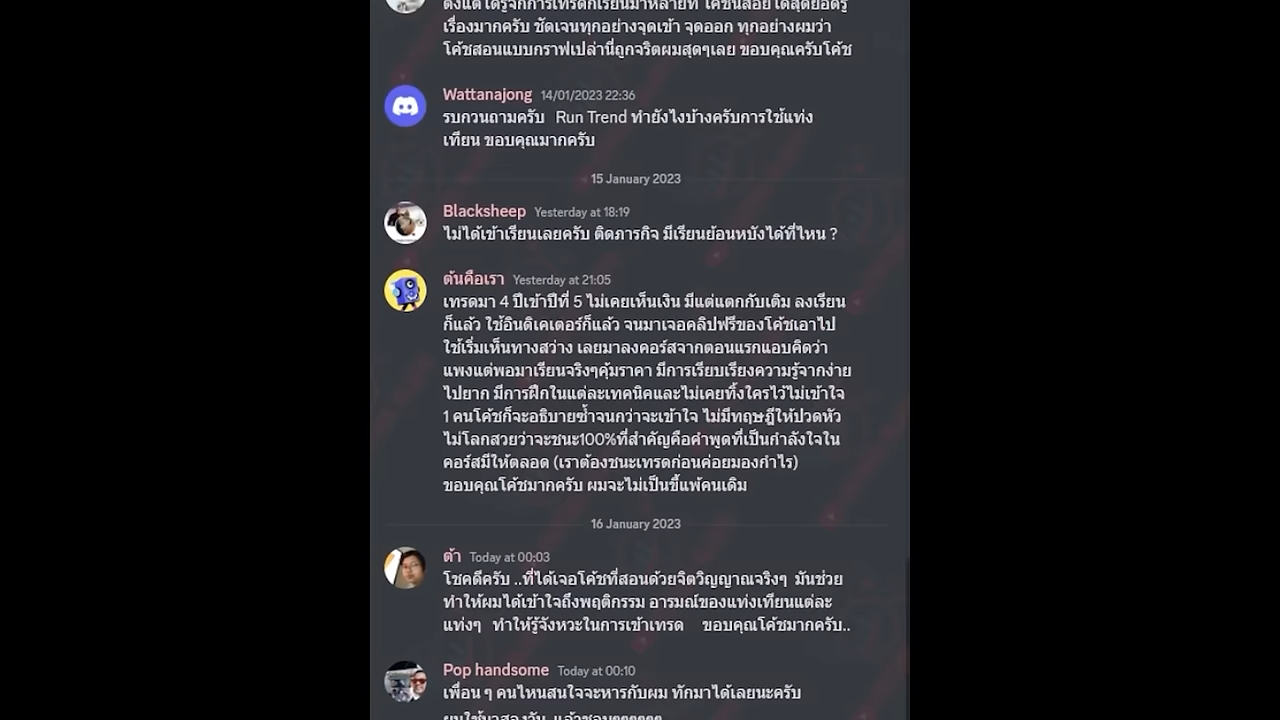 ตั้งแต่ได้รู้จักการเทรดก็เรียนมาหลายที่
เรื่องมากครับ ชัดเจนทุกอย่างจุดเข้า จุดออก ทุกอย่างผมว่า
โค้ชสอนแบบกราฟเปล่านี่ถูกจริตผมสุดๆเลย ขอบคุณครับโค้ช
Wattanajong 14/01/2023 22:36
รบกวนถามครับ Run Trend ทำยังไงบ้างครับการใช้แท่ง
เทียน ขอบคุณมากครับ
15 January 2023
Blacksheep Yesterday at 18:19
ไม่ได้เข้าเรียนเลยครับ ติดภารกิจ มีเรียนย้อนหบังได้ที่ไหน ?
ต้นคือเรา Yesterday at 21:05
เทรดมา 4 ปีเข้าปีที่ 5 ไม่เคยเห็นเงิน มีแต่แตกกับเติม ลงเรียน
ก็แล้ว ใช้อินดิเคเตอร์ก็แล้ว จนมาเจอคลิปฟรีของโค้ชเอาไป
ใช้เริ่มเห็นทางสว่าง เลยมาลงคอร์สจากตอนแรกแอบคิดว่า
แพงแต่พอมาเรียนจริงๆคุ้มราคา มีการเรียบเรียงความรู้จากง่าย
ไปยาก มีการฝึกในแต่ละเทคนิคและไม่เคยทิ้งใครไว้ไม่เข้าใจ
1 คนโค้ชก็จะอธิบายซ้ำจนกว่าจะเข้าใจ ไม่มีทฤษฎีให้ปวดหัว
ไม่โลกสวยว่าจะชนะ100%ที่สำคัญคือคำพูดที่เป็นกำลังใจใน
คอร์สมีให้ตลอด (เราต้องชนะเทรดก่อนค่อยมองกำไร)
ขอบคุณโค้ชมากครับ ผมจะไม่เป็นขี้แพ้คนเดิม
16 January 2023
ต้า Today at 00:03
โชคดีครับ ..ที่ได้เจอโค้ชที่สอนด้วยจิตวิญญาณจริงๆ มันช่วย
ทำให้ผมได้เข้าใจถึงพฤติกรรม อารมณ์ของแท่งเทียนแต่ละ
แท่งๆ ทำให้รู้จังหวะในการเข้าเทรด ขอบคุณโค้ชมากครับ..
Pop handsome Today at 00:10
เพื่อน ๆ คนไหนสนใจจะหารกับผม ทักมาได้เลยนะครับ